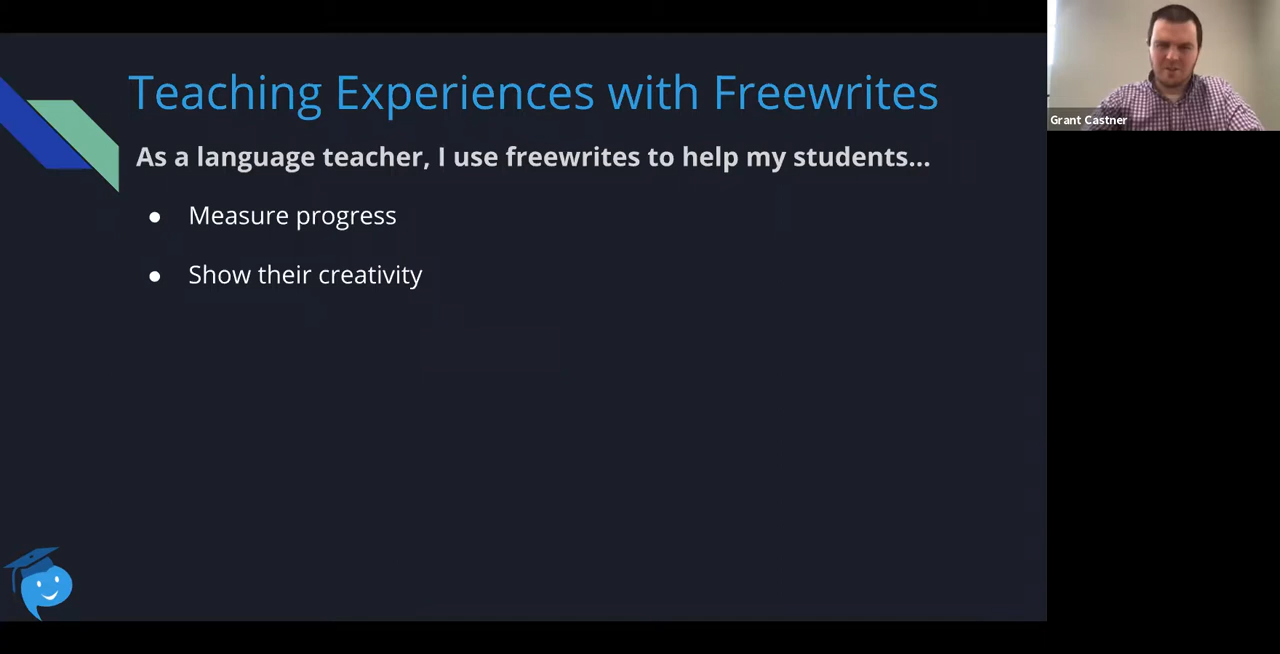 Teaching Experiences with Freewrites
As a language teacher, I use freewrites to help my students...
● Measure progress
● Show their creativity
Grant Castner